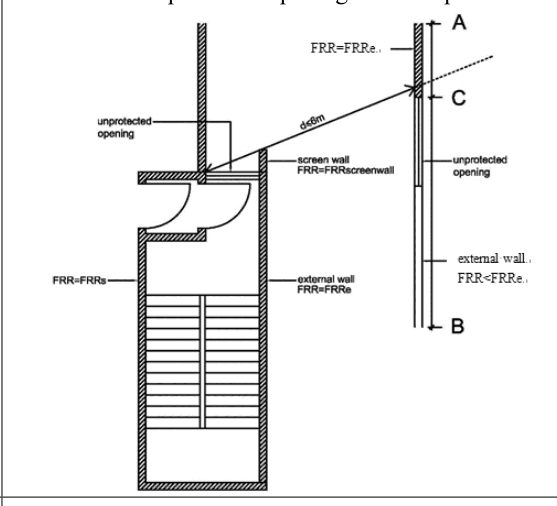 A
FRR=FRRe.
C
unprotected
opening
d≤6m
screen wall
FRR=FRRscreenwall
unprotected
opening
external wall.
FRR<FRRe.
FRR=FRRs
external wall
FRR=FRRe
B